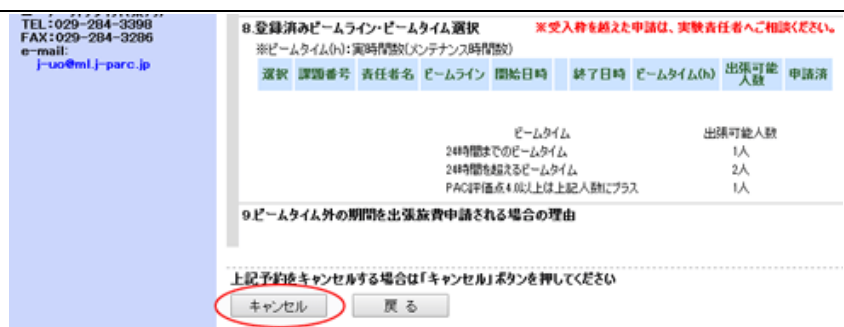 TEL:029-284-3398
FAX:029-284-3286
e-mail:
j-uo@ml.j-parc.jp
8.登録済みビームライン・ビームタイム選択 ※受入枠を越えた申請は、実験責任者へご相談ください。
※ビームタイム(h):実時間数(メンテナンス時間数)
選択 課題番号 責任者名 ビームライン 開始日時 終了日時 ビームタイム(h) 出張可能人数 申請済
ビームタイム 出張可能人数
24時間までのビームタイム 1人
24時間を超えるビームタイム 2人
PAC評価点4.0以上は上記人数にプラス 1人
9.ビームタイム外の期間を出張旅費申請される場合の理由
上記予約をキャンセルする場合は「キャンセル」ボタンを押してください
キャンセル 戻る